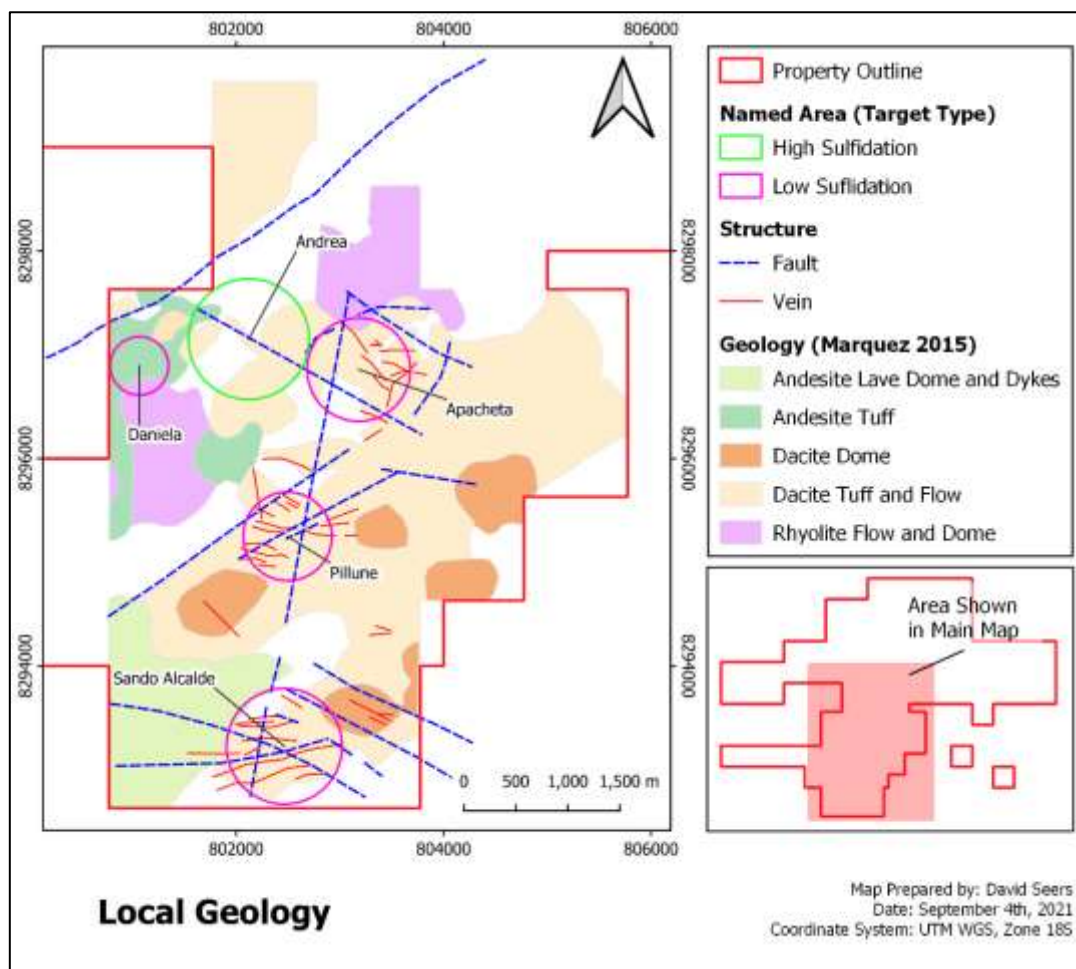 802000
804000
806000
8298000
8298000
8296000
8296000
8294000
8294000
Andrea
Daniela
Apacheta
Pillune
Sando Alcalde
0 500 1,000 1,500 m
802000
804000
806000
Property Outline
Named Area (Target Type)
High Sulfidation
Low Suflidation
Structure
Fault
Vein
Geology (Marquez 2015)
Andesite Lave Dome and Dykes
Andesite Tuff
Dacite Dome
Dacite Tuff and Flow
Rhyolite Flow and Dome
Area Shown
in Main Map
Local Geology
Map Prepared by: David Seers
Date: September 4th, 2021
Coordinate System: UTM WGS, Zone 18S